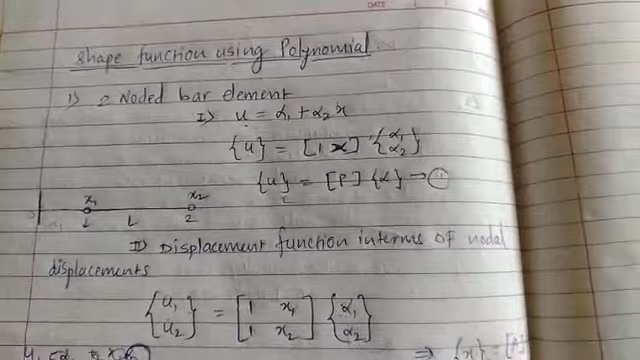 DATE
shape function using Polynomial
1) 2 Noded bar element
I) u = α₁ + α₂ x
{u} = [1 x] {α₁ α₂}
{u} = [P] {α} → ①
x₁ x₂
1 L 2
II) Displacement function interms of nodal
displacements
{u₁ u₂} = [1 x₁ 1 x₂] {α₁ α₂}